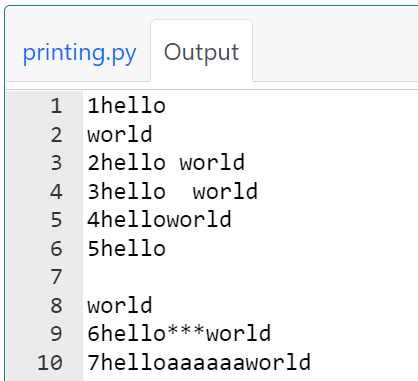 printing.py Output
1 1hello
2 world
3 2hello world
4 3hello  world
5 4helloworld
6 5hello
7
8 world
9 6hello***world
10 7helloaaaaaaworld